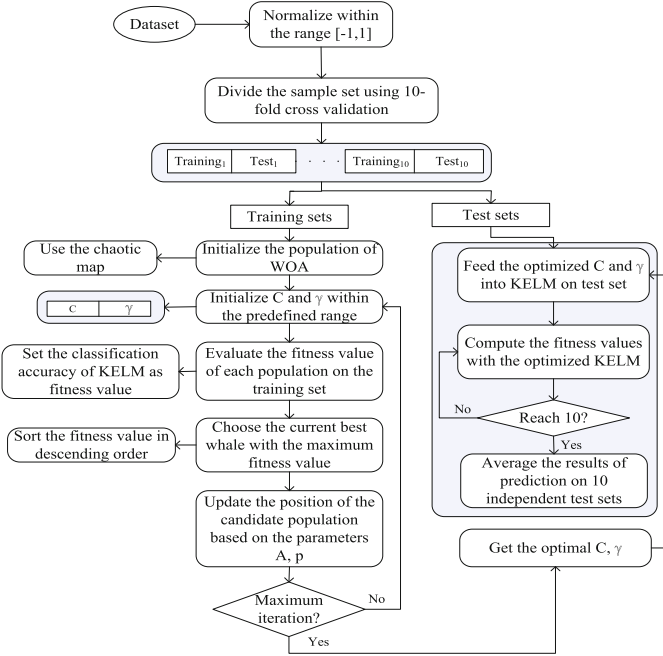 Dataset
Normalize within
the range [-1,1]
Divide the sample set using 10-
fold cross validation
Training1 Test1 · · · · Training10 Test10
Training sets
Test sets
Use the chaotic
map
Initialize the population of
WOA
C γ
Initialize C and γ within
the predefined range
Set the classification
accuracy of KELM as
fitness value
Evaluate the fitness value
of each population on the
training set
Sort the fitness value in
descending order
Choose the current best
whale with the maximum
fitness value
Update the position of the
candidate population
based on the parameters
A, p
Maximum
iteration?
No
Yes
Feed the optimized C and γ
into KELM on test set
Compute the fitness values
with the optimized KELM
No
Reach 10?
Yes
Average the results of
prediction on 10
independent test sets
Get the optimal C, γ